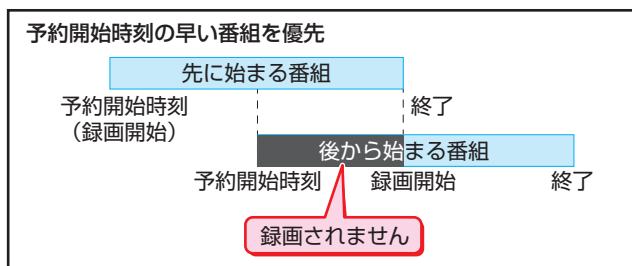 予約開始時刻の早い番組を優先
先に始まる番組
予約開始時刻
（録画開始）
終了
後から始まる番組
予約開始時刻
録画開始
終了
録画されません